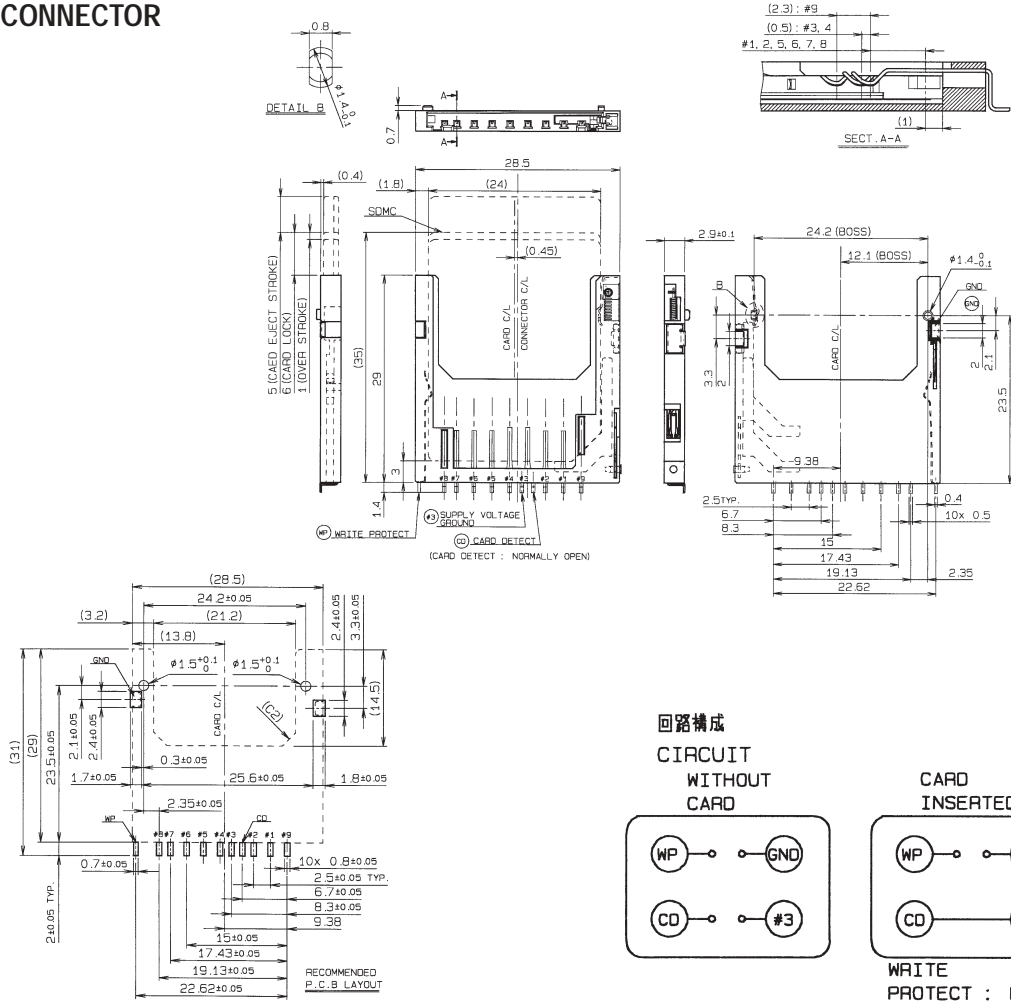 CONNECTOR
0.8
φ1.4 0 -0.1
DETAIL B
A
A
0.7
(2.3) : #9
(0.5) : #3, 4
#1, 2, 5, 6, 7, 8
(1)
SECT.A-A
(0.4)
5 (CAED EJECT STROKE)
6 (CARD LOCK)
1 (OVER STROKE)
28.5
(1.8)
(24)
SDMC
(0.45)
CARD C/L
CONNECTOR C/L
(35)
29
3
1.4
#8 #7 #6 #5 #4 #3 #2 #1 #9
WP WRITE PROTECT
#3 SUPPLY VOLTAGE
GROUND
CD CARD DETECT
(CARD DETECT : NORMALLY OPEN)
2.9±0.1
24.2 (BOSS)
12.1 (BOSS)
φ1.4 0 -0.1
B
GND
GND
CARD C/L
3.3
2
2
2.1
23.5
9.38
2.5TYP.
6.7
8.3
0.4
10x 0.5
15
17.43
19.13
2.35
22.62
(28.5)
24.2±0.05
(3.2)
(21.2)
(13.8)
2.4±0.05
3.3±0.05
GND
φ1.5 +0.1 0
φ1.5 +0.1 0
CARD C/L
(C2)
(14.5)
(31)
(29)
23.5±0.05
2.1±0.05
2.4±0.05
0.3±0.05
1.7±0.05
25.6±0.05
1.8±0.05
2.35±0.05
WP
CD
#8 #7 #6 #5 #4 #3 #2 #1 #9
0.7±0.05
10x 0.8±0.05
2.5±0.05 TYP.
6.7±0.05
8.3±0.05
9.38
2±0.05 TYP.
15±0.05
17.43±0.05
19.13±0.05
22.62±0.05
RECOMMENDED
P.C.B LAYOUT
回路構成
CIRCUIT
WITHOUT
CARD
WP GND
CD #3
CARD
INSERTED
WP
CD
WRITE
PROTECT :